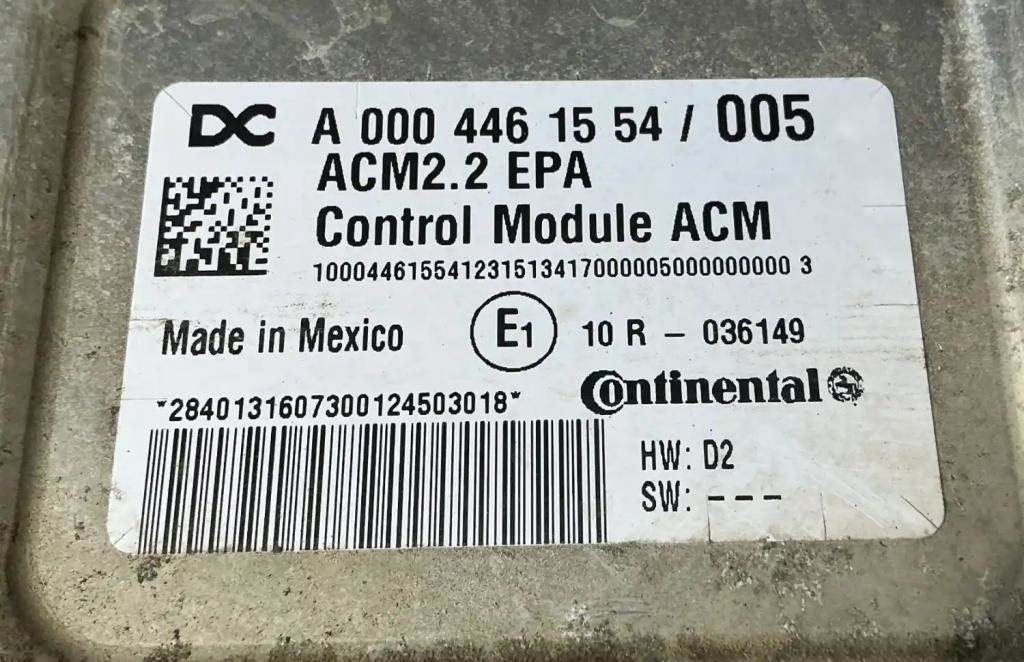 DC A 000 446 15 54 / 005
ACM2.2 EPA
Control Module ACM
10004461554123151341700000500000000 3
Made in Mexico
E1 10 R - 036149
Continental
*2840131607300124503018*
HW: D2
SW: ---